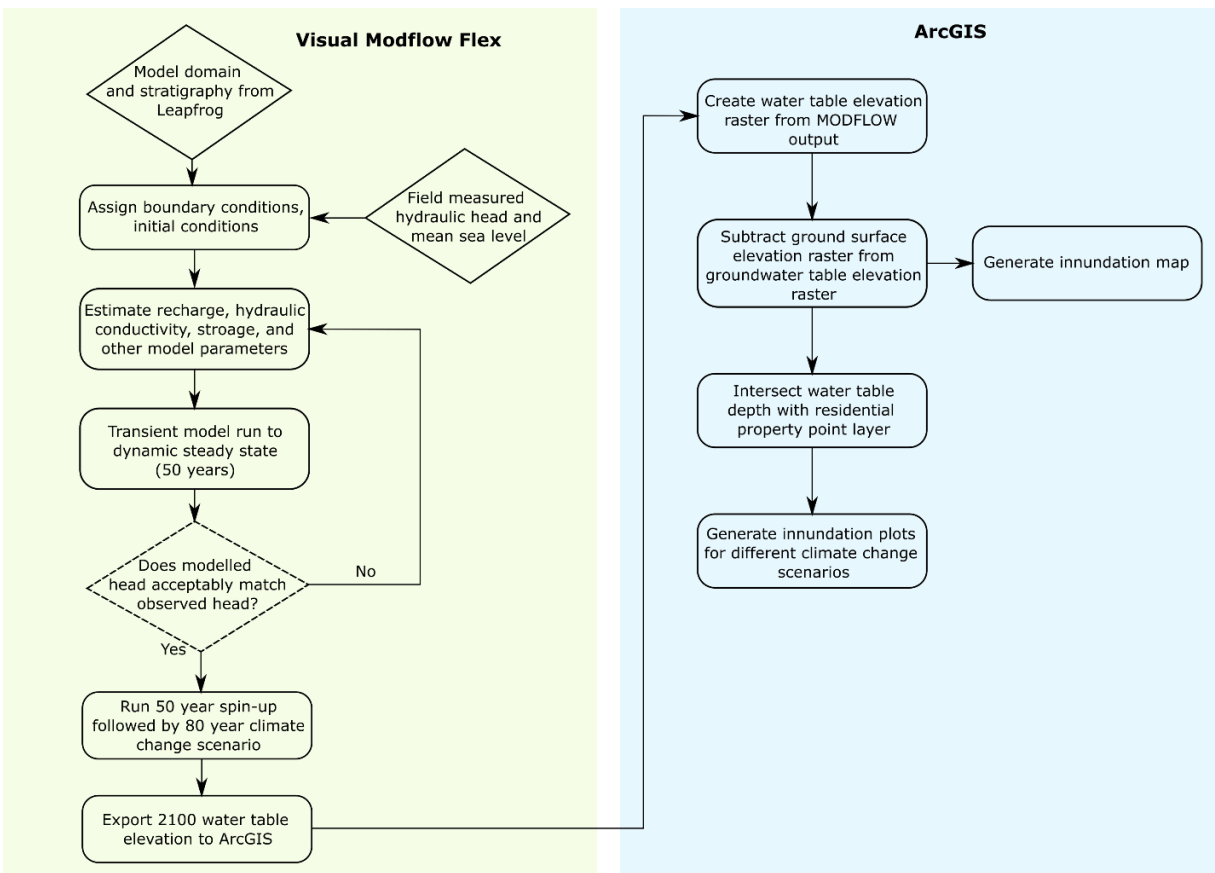 Visual Modflow Flex
Model domain
and stratigraphy from
Leapfrog
Assign boundary conditions,
initial conditions
Field measured
hydraulic head and
mean sea level
Estimate recharge, hydraulic
conductivity, stroage, and
other model parameters
Transient model run to
dynamic steady state
(50 years)
Does modelled
head acceptably match
observed head?
No
Yes
Run 50 year spin-up
followed by 80 year climate
change scenario
Export 2100 water table
elevation to ArcGIS
ArcGIS
Create water table elevation
raster from MODFLOW
output
Subtract ground surface
elevation raster from
groundwater table elevation
raster
Generate innundation map
Intersect water table
depth with residential
property point layer
Generate innundation plots
for different climate change
scenarios